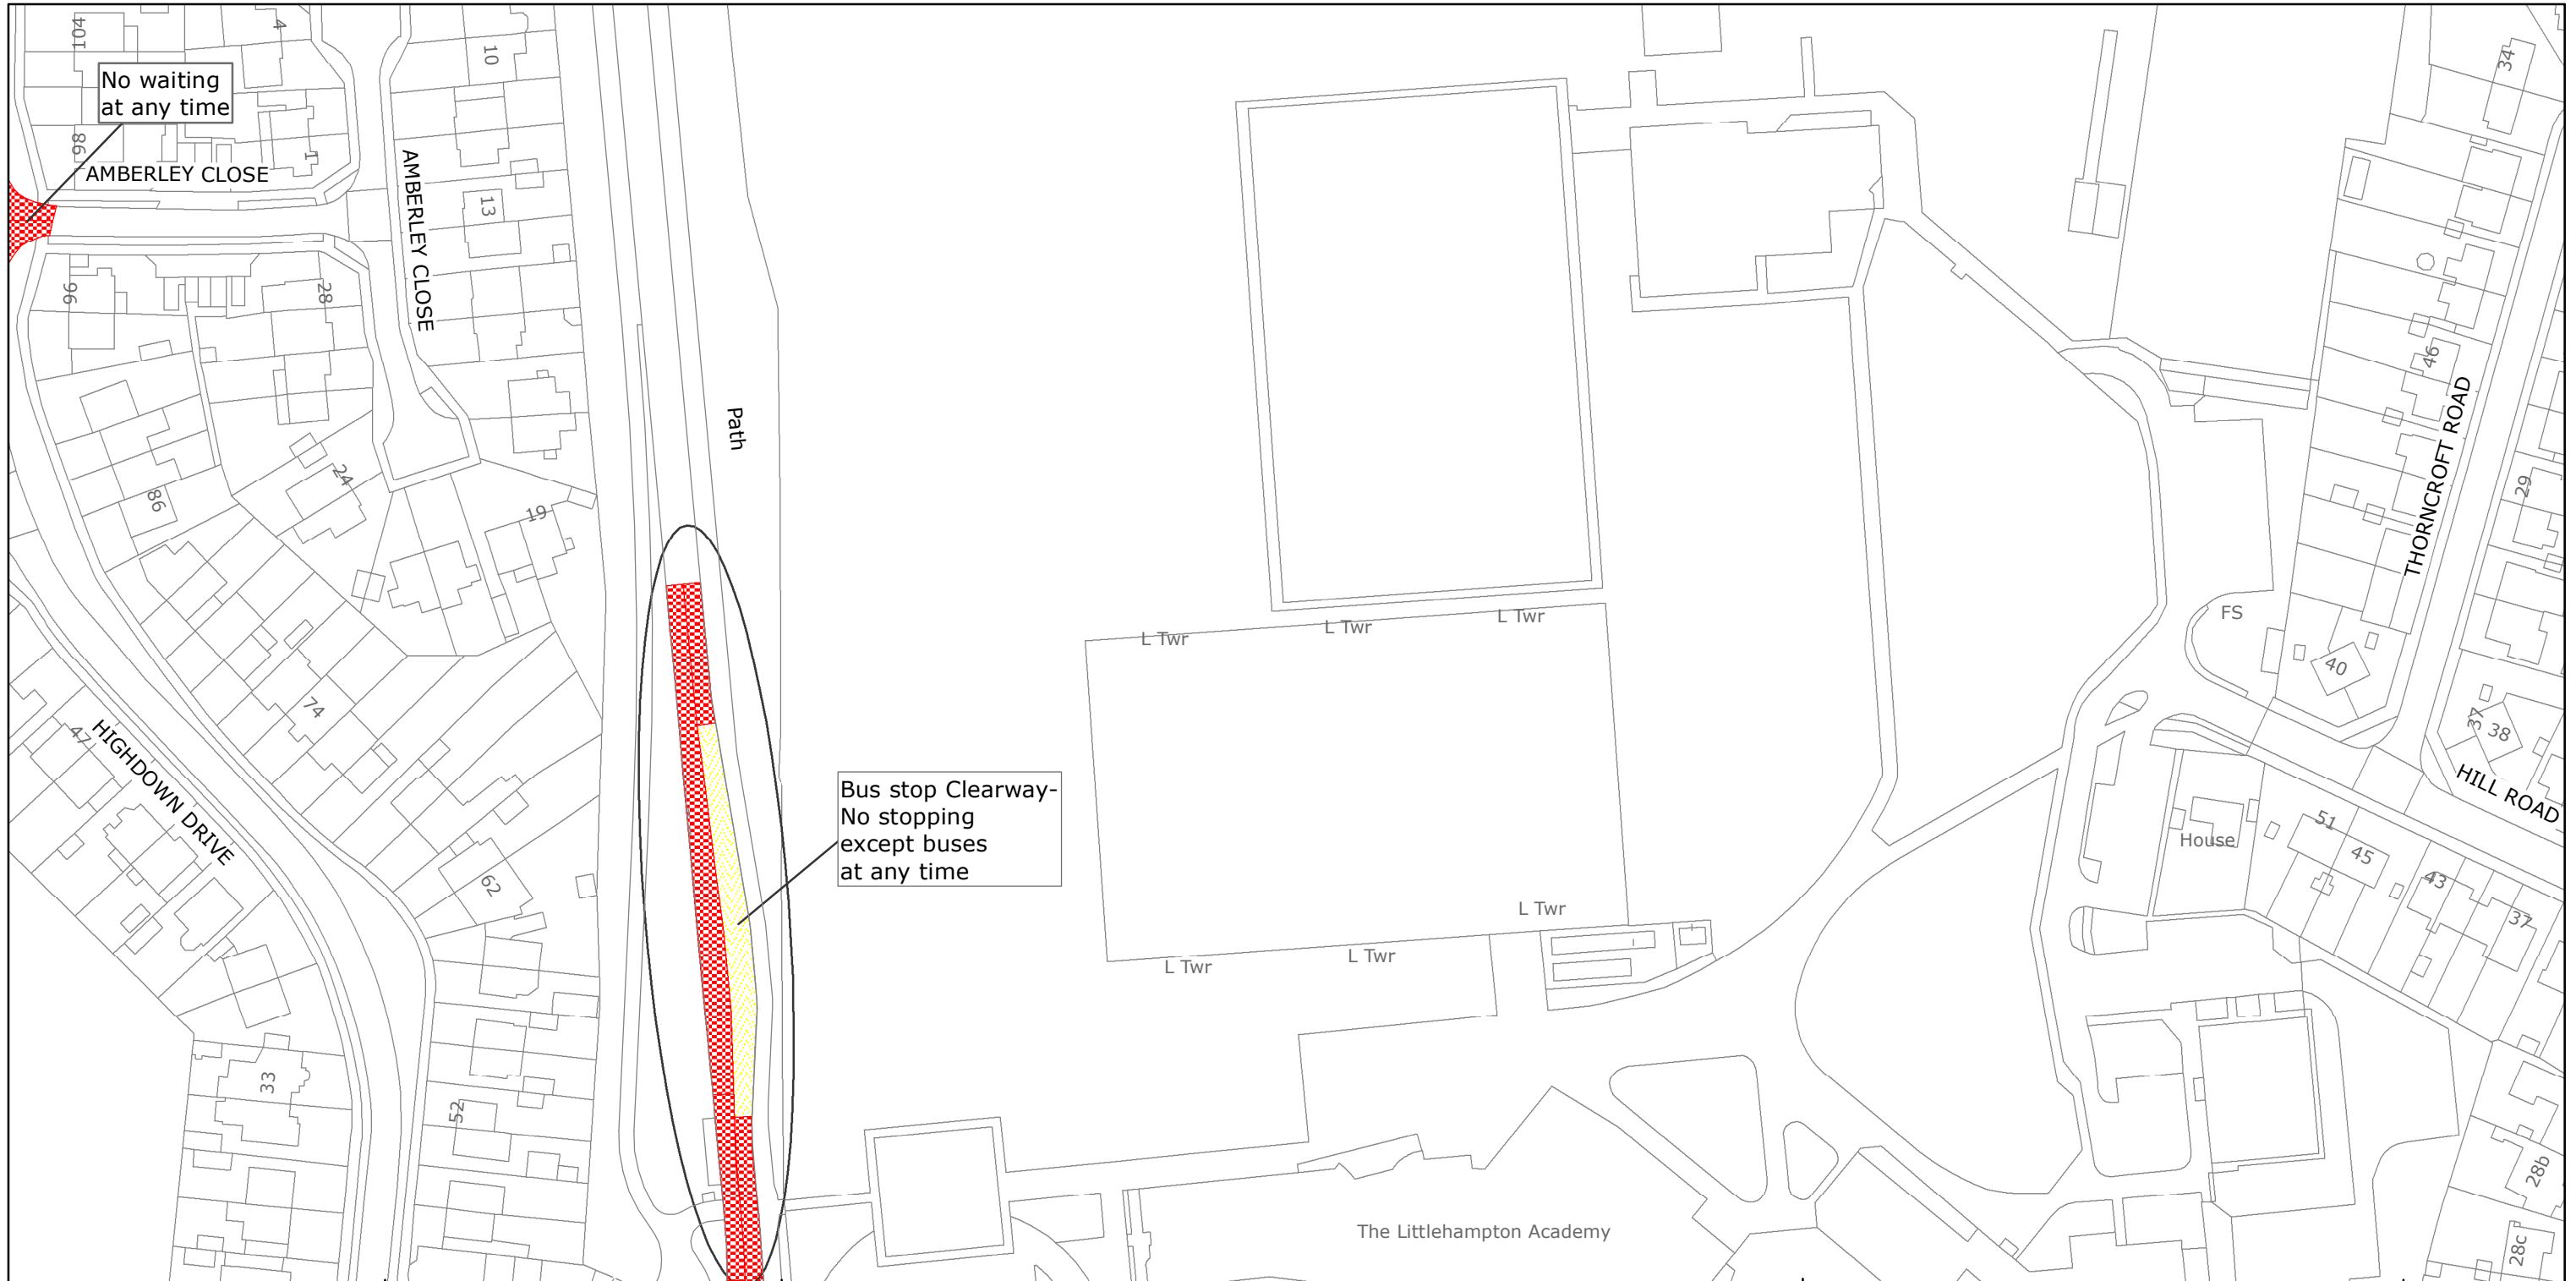 104
4
10
34
No waiting
at any time
98
1
AMBERLEY CLOSE
AMBERLEY CLOSE
13
96
28
46
Path
THORNCROFT ROAD
24
86
19
29
L Twr
L Twr
L Twr
FS
40
74
37
38
47
HIGHDOWN DRIVE
HILL ROAD
Bus stop Clearway-
No stopping
except buses
at any time
51
House
45
62
43
37
L Twr
L Twr
L Twr
33
52
28b
The Littlehampton Academy
28c